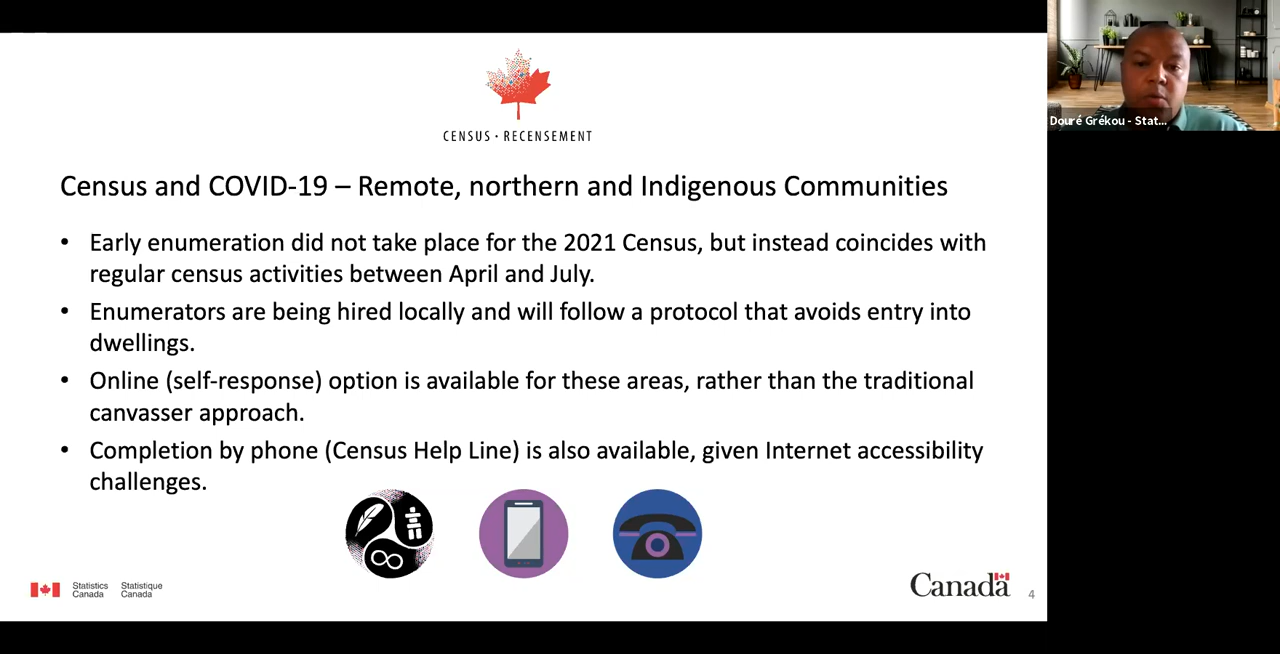 CENSUS · RECENSEMENT
Census and COVID-19 – Remote, northern and Indigenous Communities
• Early enumeration did not take place for the 2021 Census, but instead coincides with
regular census activities between April and July.
• Enumerators are being hired locally and will follow a protocol that avoids entry into
dwellings.
• Online (self-response) option is available for these areas, rather than the traditional
canvasser approach.
• Completion by phone (Census Help Line) is also available, given Internet accessibility
challenges.
Statistics Statistique
Canada Canada
Canada
4
Douré Grékou - Stat...